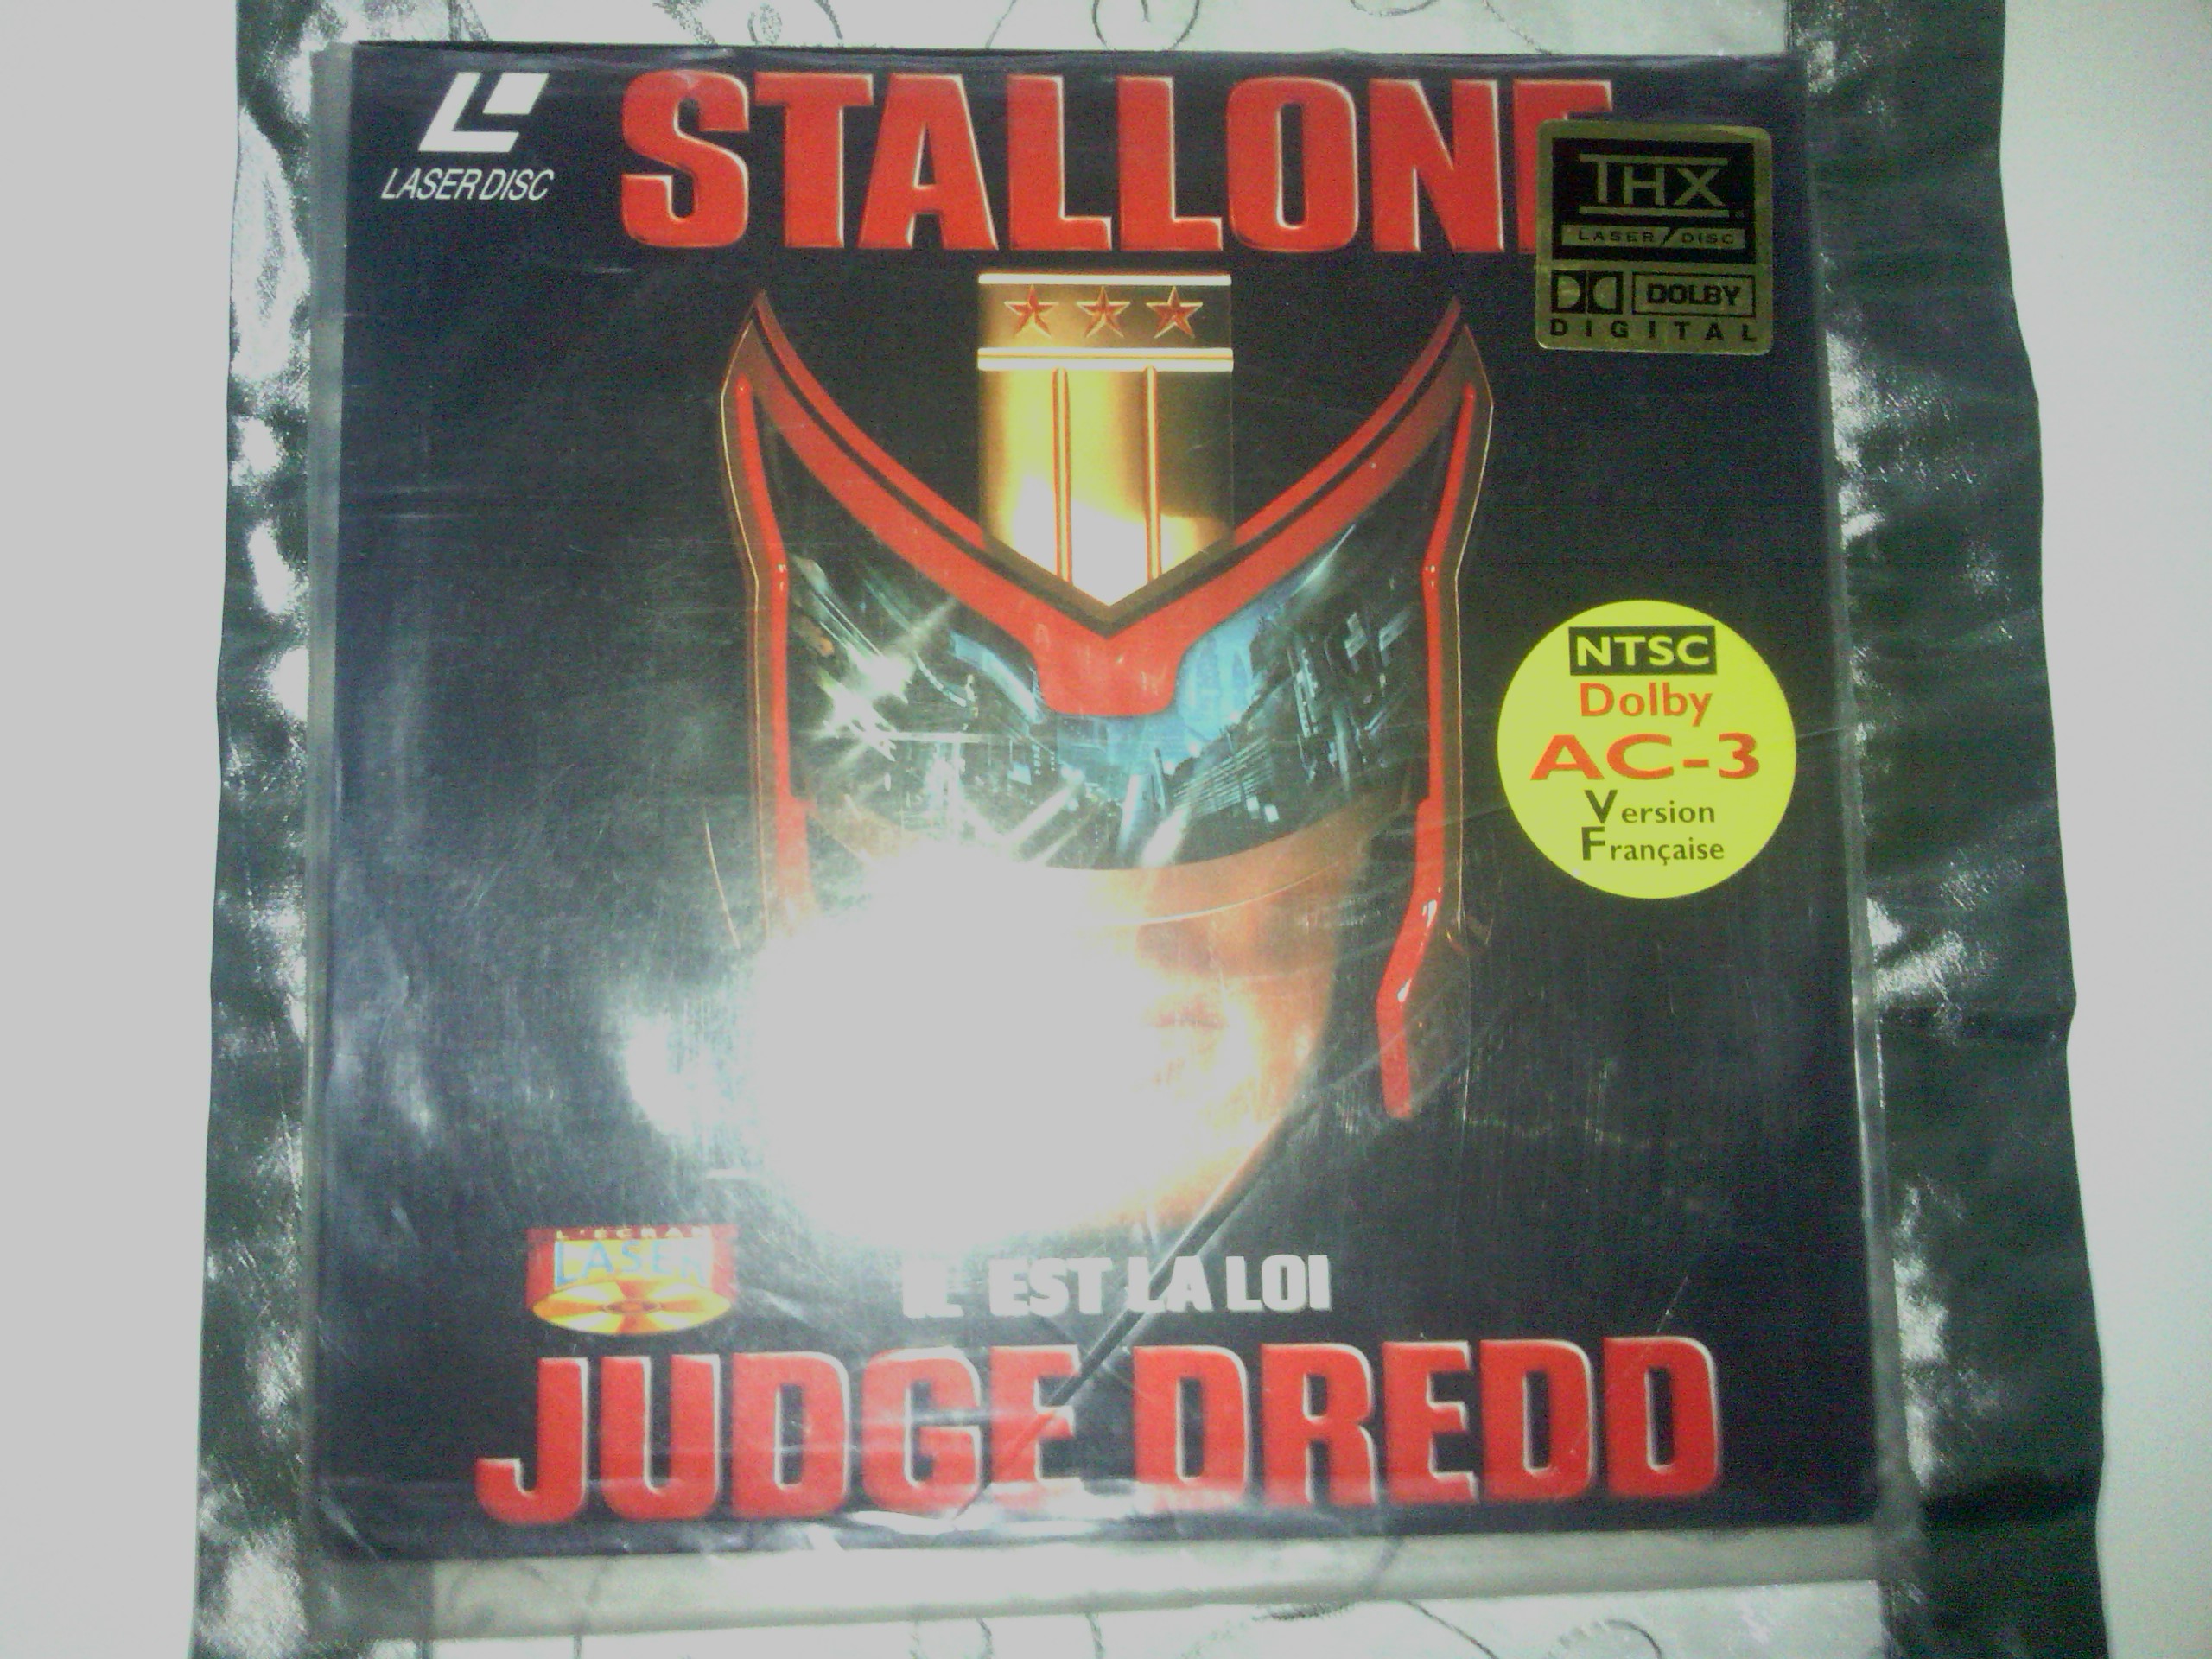 LASERDISC
STALLONE
THX
LASER/DISC
DOLBY
DIGITAL
NTSC
Dolby
AC-3
Version
Française
L'ECRAN
LASER
IL EST LA LOI
JUDGE DREDD